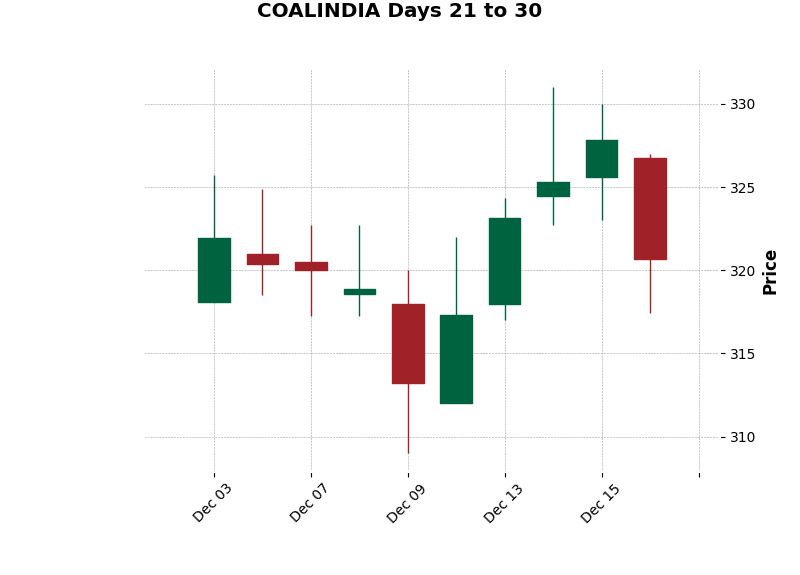 COALINDIA Days 21 to 30
330
325
320
315
310
Price
Dec 03
Dec 07
Dec 09
Dec 13
Dec 15